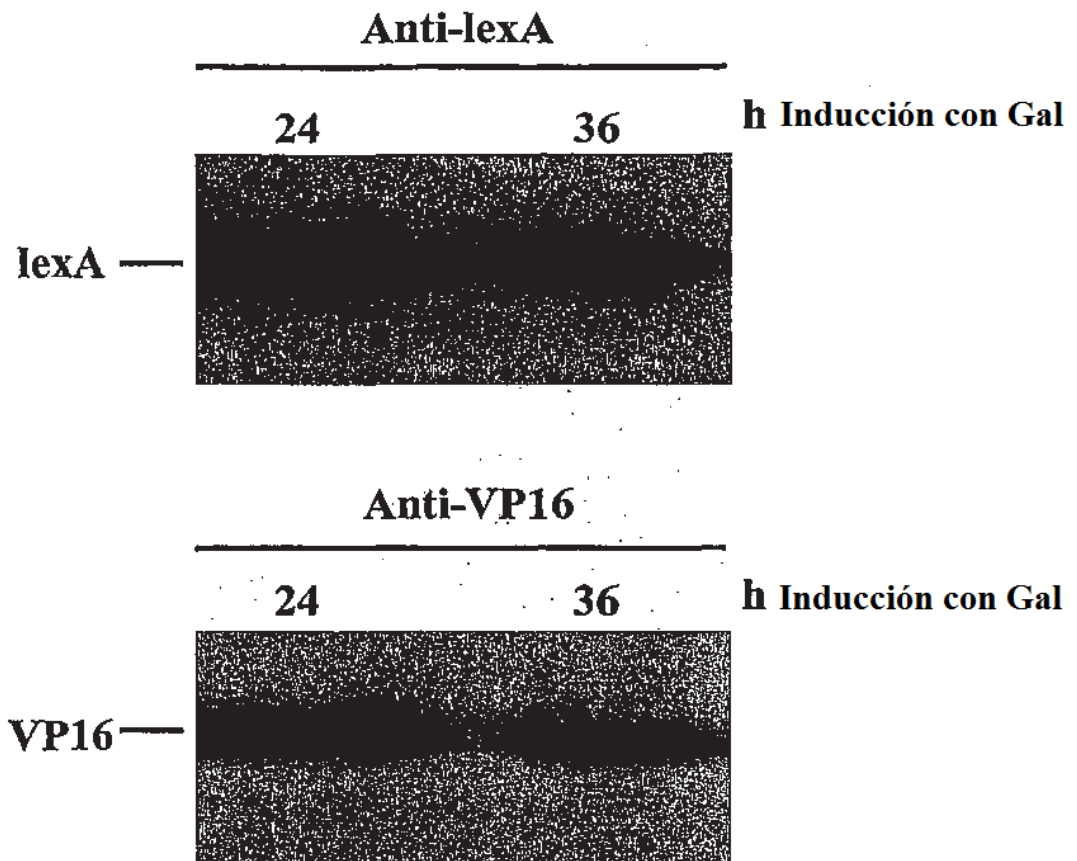 Anti-lexA
24 36 h Inducción con Gal
lexA
Anti-VP16
24 36 h Inducción con Gal
VP16